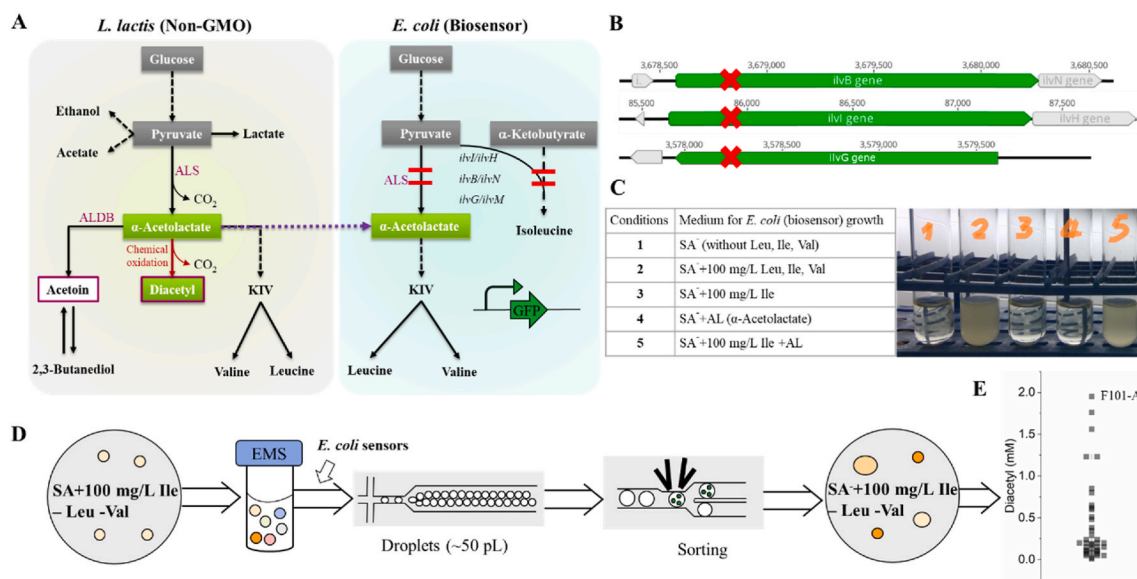 A
L. lactis (Non-GMO)
E. coli (Biosensor)
Glucose
Ethanol
Acetate
Pyruvate
Lactate
ALS
CO2
ALDB
α-Acetolactate
Chemical
oxidation
CO2
Acetoin
Diacetyl
KIV
2,3-Butanediol
Valine
Leucine
Glucose
Pyruvate
α-Ketobutyrate
ilvI/ilvH
ALS
ilvB/ilvN
ilvG/ilvM
α-Acetolactate
Isoleucine
KIV
GFP
Leucine
Valine
B
3,678,500
3,679,000
3,679,500
3,680,000
3,680,500
i..
ilvB gene
ilvN gene
85,500
86,000
86,500
87,000
87,500
ilvI gene
ilvH gene
3,578,000
3,578,500
3,579,000
3,579,500
ilvG gene
C
Conditions
Medium for E. coli (biosensor) growth
1
SA- (without Leu, Ile, Val)
2
SA-+100 mg/L Leu, Ile, Val
3
SA-+100 mg/L Ile
4
SA-+AL (α-Acetolactate)
5
SA-+100 mg/L Ile +AL
1 2 3 4 5
D
SA+100 mg/L Ile
– Leu -Val
EMS
E. coli sensors
Droplets (~50 pL)
Sorting
SA+100 mg/L Ile
– Leu -Val
E
Diacetyl (mM)
2.0
1.5
1.0
0.5
0.0
F101-A